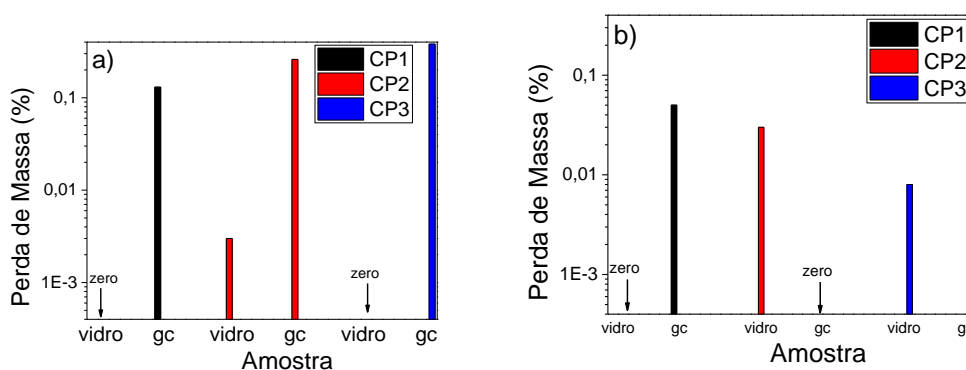 a)
CP1
CP2
CP3
Perda de Massa (%)
0,1
0,01
1E-3
zero
zero
vidro gc vidro gc vidro gc
Amostra
b)
CP1
CP2
CP3
Perda de Massa (%)
0,1
0,01
1E-3
zero
zero
vidro gc vidro gc vidro g
Amostra